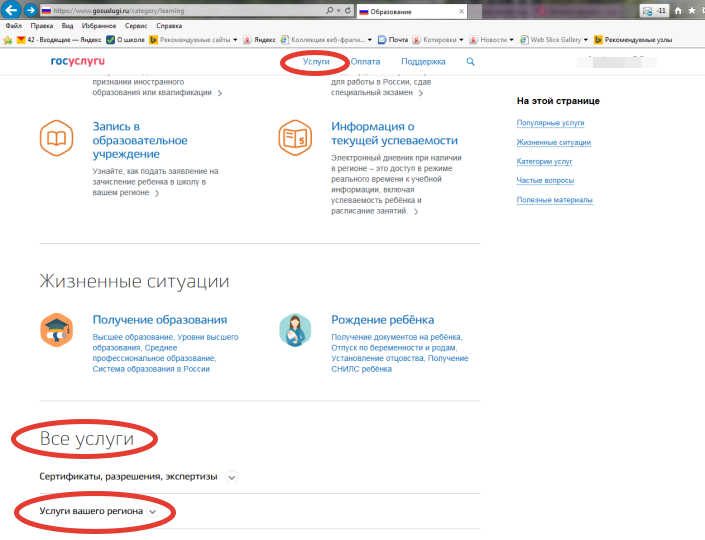 https://www.gosuslugi.ru/category/learning
Образование
-11
Файл Правка Вид Избранное Сервис Справка
42 - Входящие — Яндекс О школе Рекомендуемые сайты Яндекс Коллекция веб-фрагм... Почта Котировки Новости Web Slice Gallery Рекомендуемые узлы
госуслуги Услуги Оплата Поддержка
признании иностранного
образования или квалификации
для работы в России, сдав
специальный экзамен
На этой странице
Популярные услуги
Жизненные ситуации
Категории услуг
Частые вопросы
Полезные материалы
Запись в
образовательное
учреждение
Узнайте, как подать заявление на
зачисление ребенка в школу в
вашем регионе
Информация о
текущей успеваемости
Электронный дневник при наличии
в регионе – это доступ в режиме
реального времени к учебной
информации, включая
успеваемость ребёнка и
расписание занятий.
Жизненные ситуации
Получение образования
Высшее образование, Уровни высшего
образования, Среднее
профессиональное образование,
Система образования в России
Рождение ребёнка
Получение документов на ребёнка,
Отпуск по беременности и родам,
Установление отцовства, Получение
СНИЛС ребёнка
Все услуги
Сертификаты, разрешения, экспертизы
Услуги вашего региона